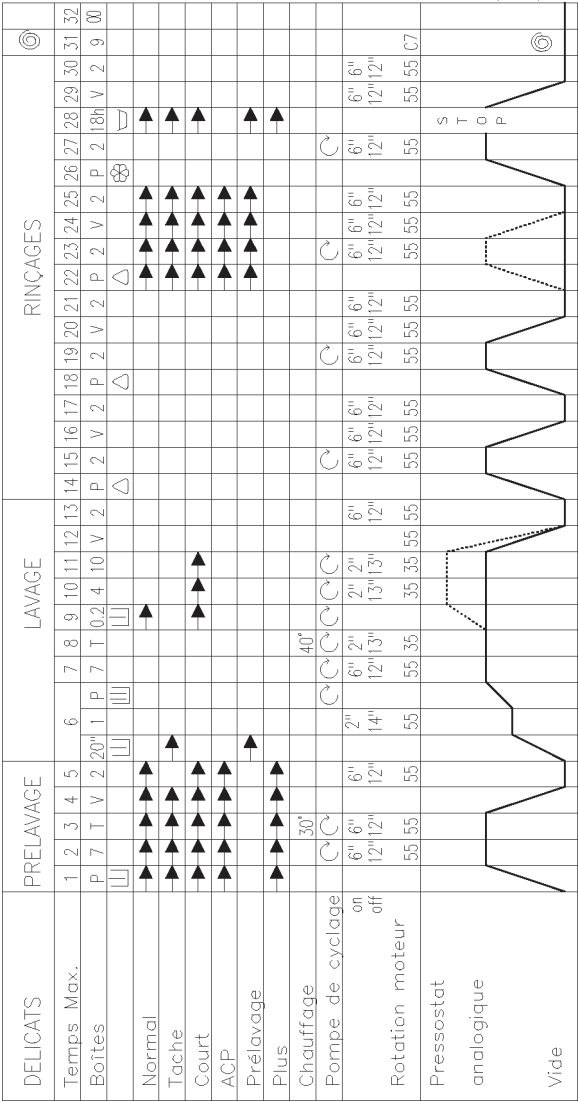 DELICATS PRELAVAGE LAVAGE RINÇAGES
Temps Max. 1 2 3 4 5 6 7 8 9 10 11 12 13 14 15 16 17 18 19 20 21 22 23 24 25 26 27 28 29 30 31 32
Boîtes P 7 T V 2 20" 1 P 7 T 0.2 4 10 V 2 P 2 V 2 P 2 V 2 P 2 V 2 P 2 18h V 2 9 ∞
Normal
Tache
Court
ACP
Prélavage
Plus
Chauffage 30° 40°
Pompe de cyclage
on 6" 6" 6" 2" 6" 2" 2" 2" 6" 6" 6" 6" 6" 6" 6" 6" 6" 6" 6" 6" 6"
off 12" 12" 12" 14" 12" 13" 13" 13" 12" 12" 12" 12" 12" 12" 12" 12" 12" 12" 12" 12" 12"
Rotation moteur 55 55 55 55 55 35 35 35 55 55 55 55 55 55 55 55 55 55 55 55 55 55 C7
Pressostat STOP
analogique
Vide